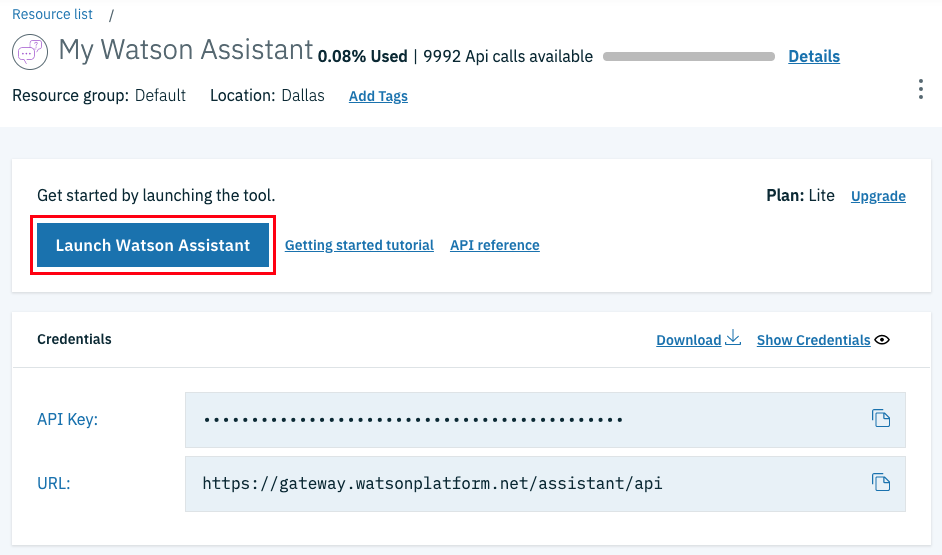 Resource list /
My Watson Assistant 0.08% Used | 9992 Api calls available Details
Resource group: Default Location: Dallas Add Tags
Get started by launching the tool. Plan: Lite Upgrade
Launch Watson Assistant Getting started tutorial API reference
Credentials Download Show Credentials
API Key: ••••••••••••••••••••••••••••••••••••••••••••
URL: https://gateway.watsonplatform.net/assistant/api